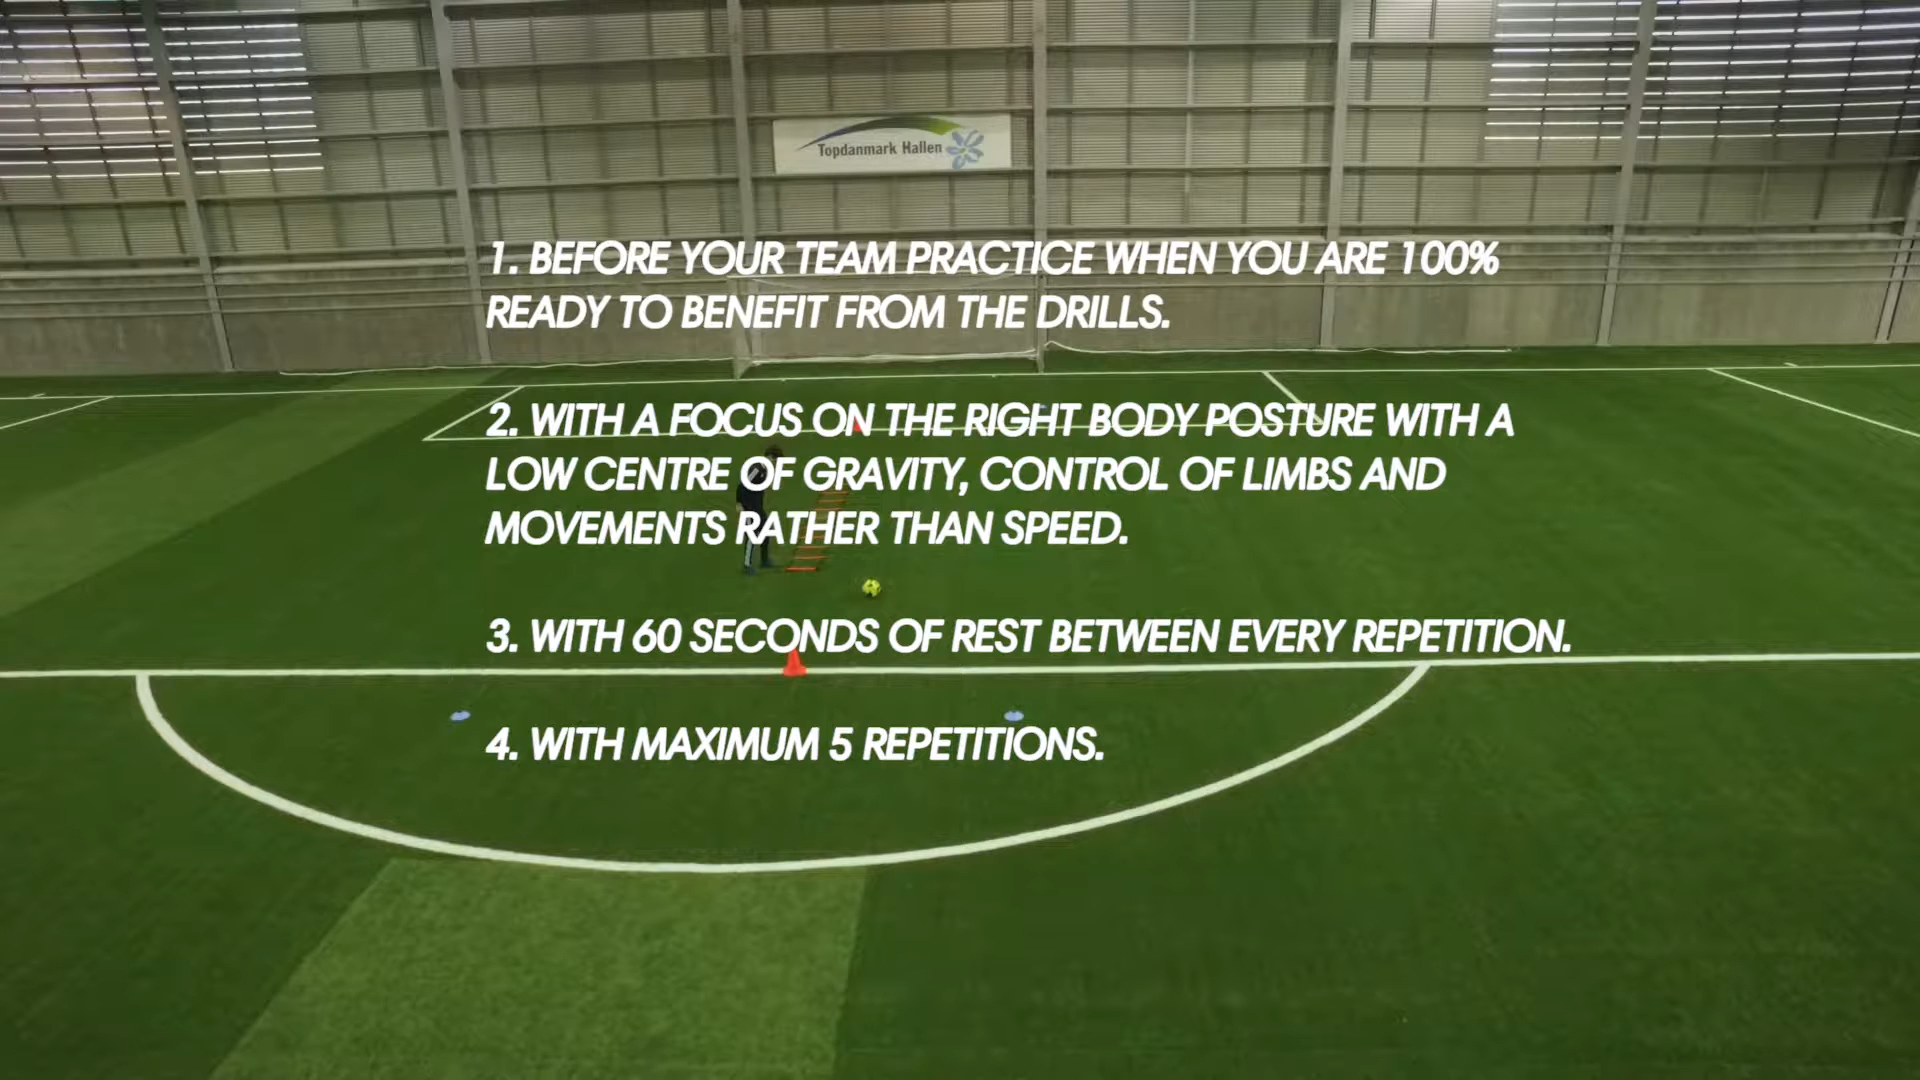 Topdanmark Hallen
1. BEFORE YOUR TEAM PRACTICE WHEN YOU ARE 100%
READY TO BENEFIT FROM THE DRILLS.
2. WITH A FOCUS ON THE RIGHT BODY POSTURE WITH A
LOW CENTRE OF GRAVITY, CONTROL OF LIMBS AND
MOVEMENTS RATHER THAN SPEED.
3. WITH 60 SECONDS OF REST BETWEEN EVERY REPETITION.
4. WITH MAXIMUM 5 REPETITIONS.